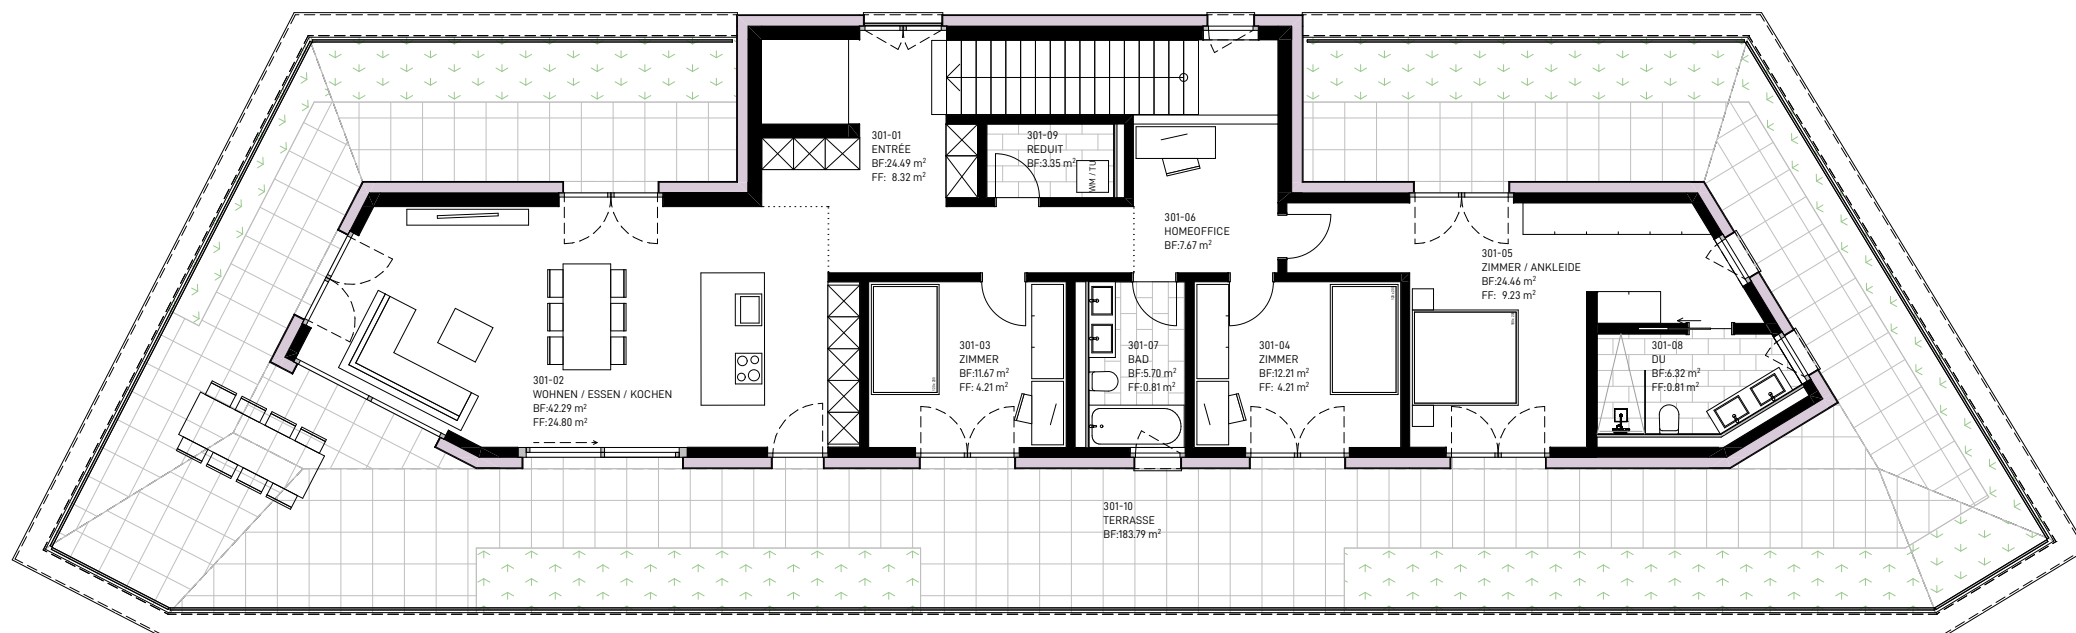 301-01
ENTRÉE
BF:24.49 m²
FF: 8.32 m²
301-09
REDUIT
BF:3.35 m²
WM / TU
301-06
HOMEOFFICE
BF:7.67 m²
301-05
ZIMMER / ANKLEIDE
BF:24.46 m²
FF: 9.23 m²
301-02
WOHNEN / ESSEN / KOCHEN
BF:42.29 m²
FF:24.80 m²
301-03
ZIMMER
BF:11.67 m²
FF: 4.21 m²
301-07
BAD
BF:5.70 m²
FF:0.81 m²
301-04
ZIMMER
BF:12.21 m²
FF: 4.21 m²
301-08
DU
BF:6.32 m²
FF:0.81 m²
301-10
TERRASSE
BF:183.79 m²